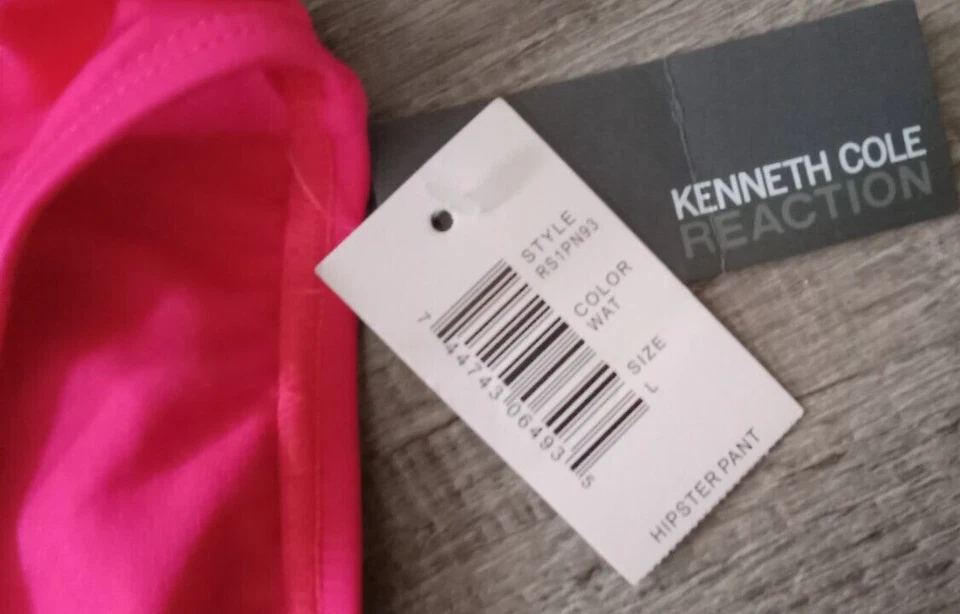 KENNETH COLE
REACTION
STYLE
RS1PN93
COLOR
WAT
SIZE
L
7 44743 06493 5
HIPSTER PANT